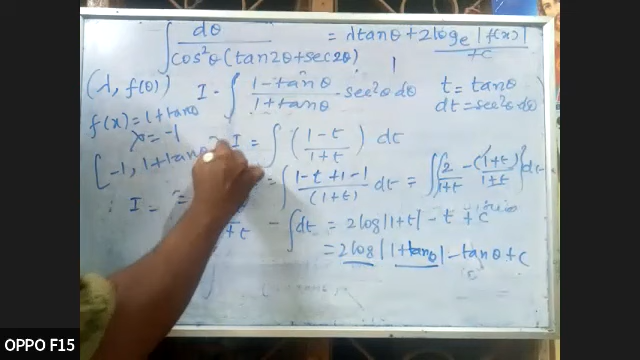 ∫ dθ / cos²θ (tan2θ + sec2θ) = λtanθ + 2log_e |f(x)| + c
(λ, f(θ)) I - ∫ (1 - tanθ)/(1 + tanθ) · sec²θ dθ t = tanθ
f(x) = 1 + tanθ dt = sec²θ dθ
λ = -1 I = ∫ ((1 - t)/(1 + t)) dt
[-1, 1 + tanθ] = ∫ (1 - t + 1 - 1)/(1 + t) dt = ∫ [2/(1+t) - (1+t)/(1+t)] dt
I = - ∫ dt = 2log|1+t| - t + c
= 2log|1+tanθ| - tanθ + c
OPPO F15